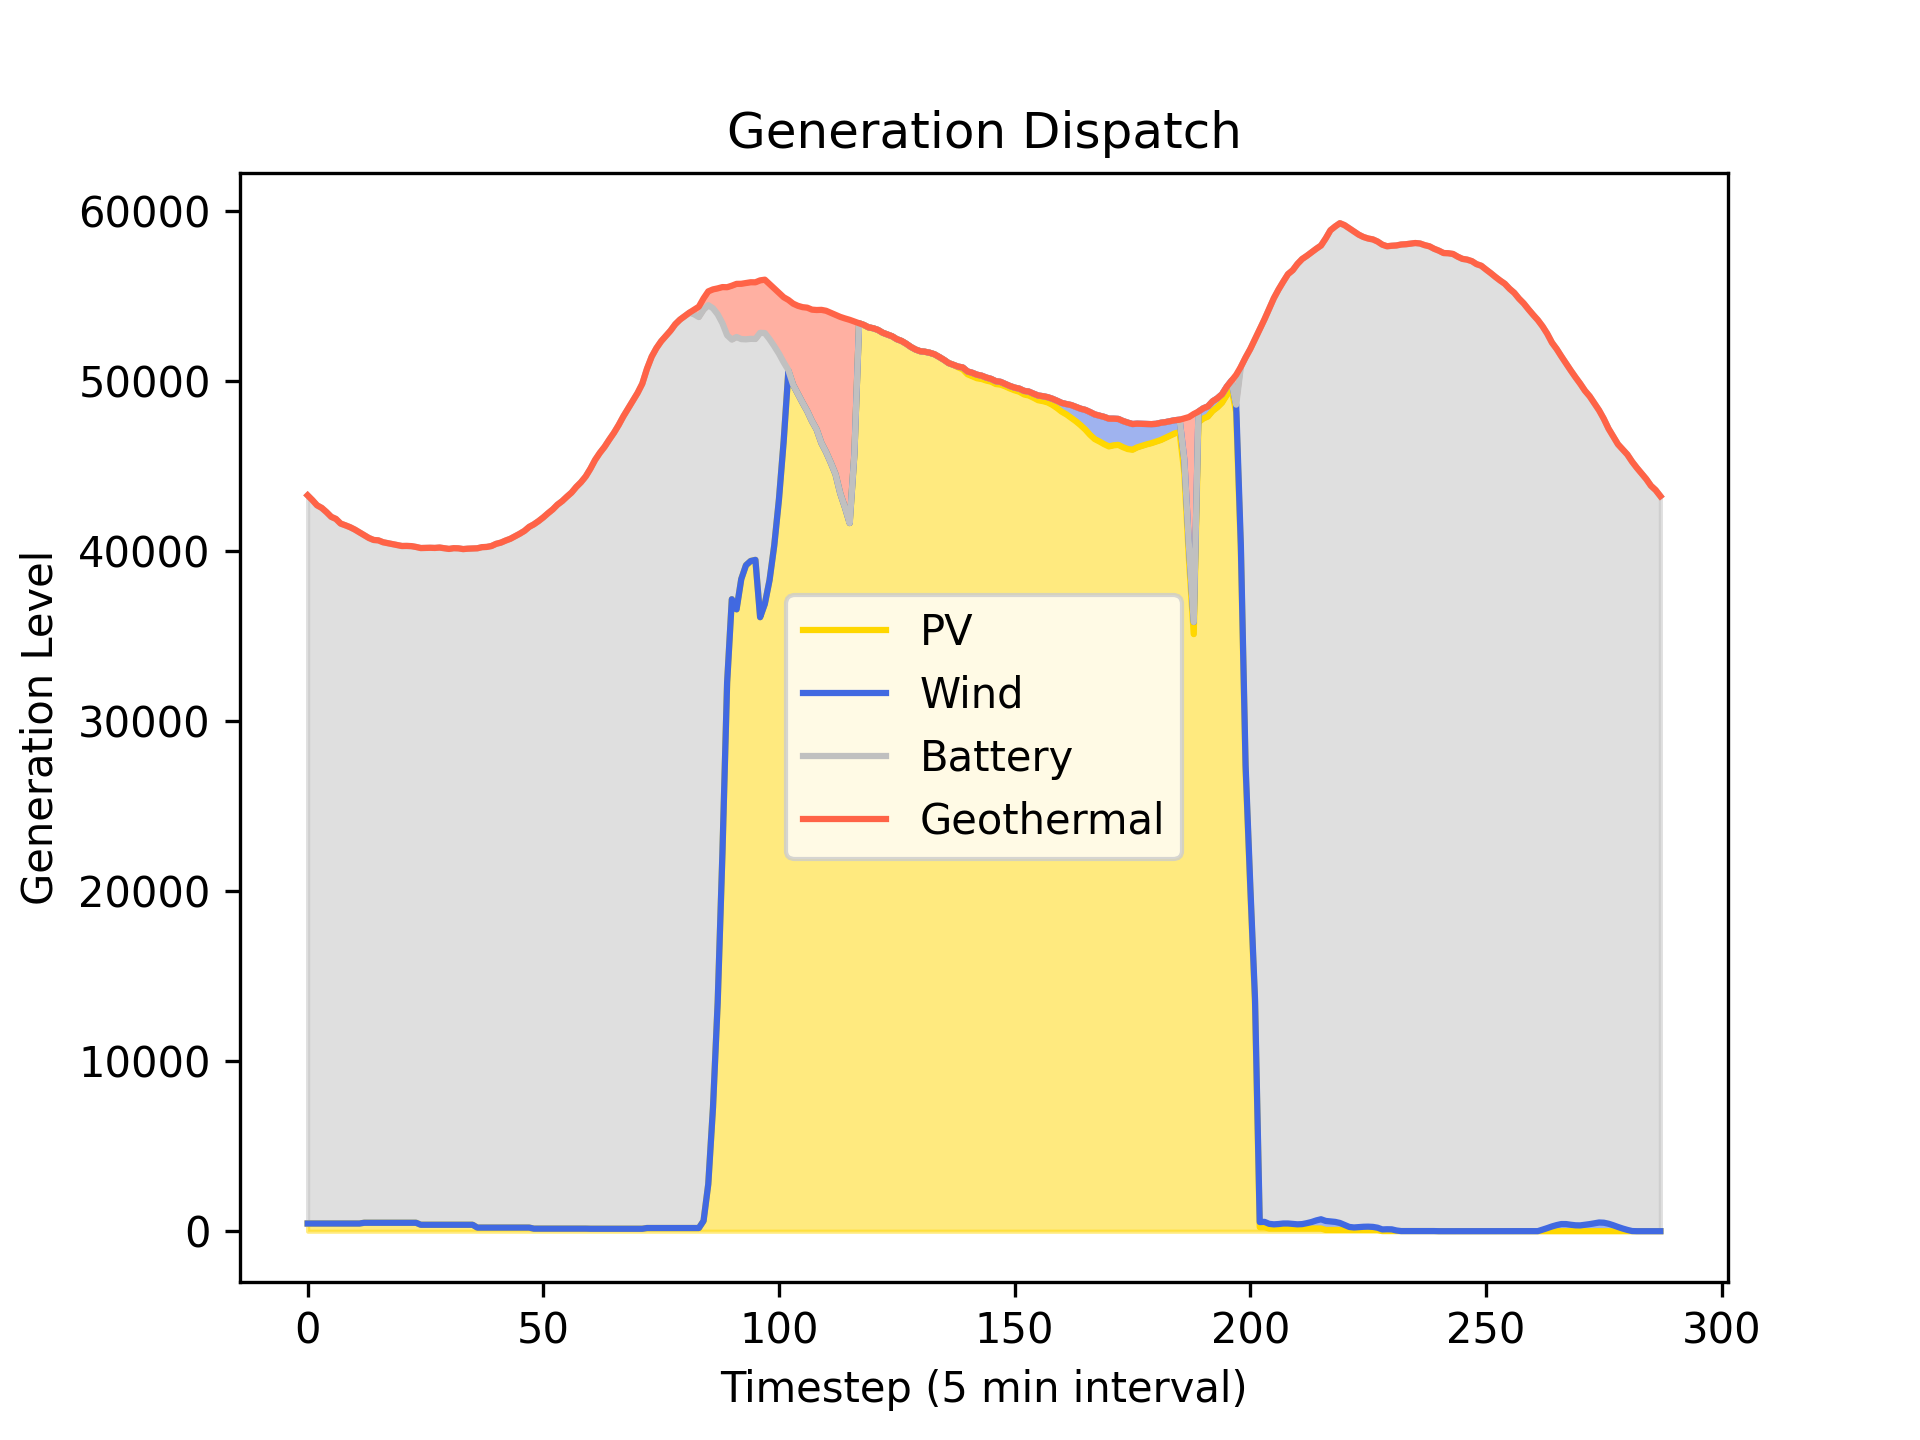 Generation Dispatch
Generation Level
60000
50000
40000
30000
20000
10000
0
PV
Wind
Battery
Geothermal
0 50 100 150 200 250 300
Timestep (5 min interval)